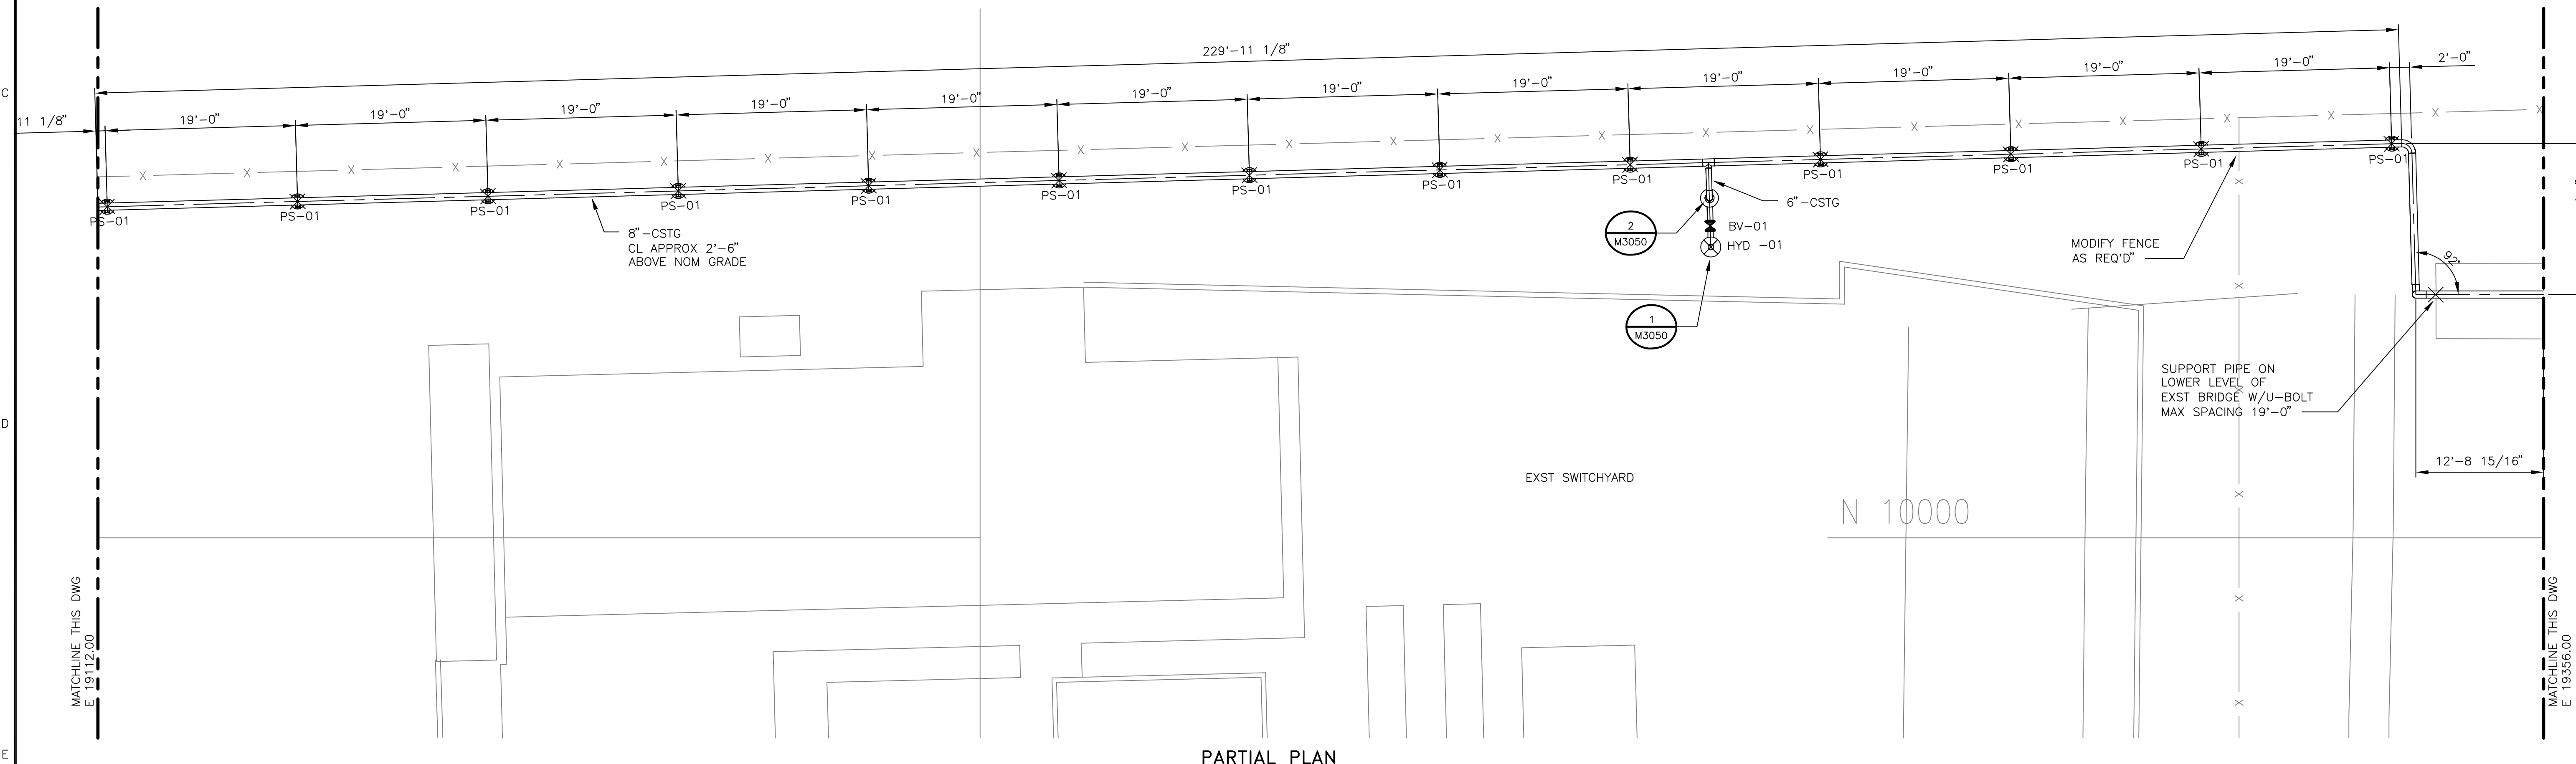 229'-11 1/8"
C
11 1/8"
19'-0"
19'-0"
19'-0"
19'-0"
19'-0"
19'-0"
19'-0"
19'-0"
19'-0"
19'-0"
19'-0"
19'-0"
2'-0"
X X X X X X X X X X X X X X X X X X X X X X X X
PS-01
PS-01
PS-01
PS-01
PS-01
PS-01
PS-01
PS-01
PS-01
PS-01
PS-01
PS-01
PS-01
8"-CSTG
CL APPROX 2'-6"
ABOVE NOM GRADE
6"-CSTG
2
M3050
BV-01
HYD -01
1
M3050
MODIFY FENCE
AS REQ'D"
92°
SUPPORT PIPE ON
LOWER LEVEL OF
EXST BRIDGE W/U-BOLT
MAX SPACING 19'-0"
D
12'-8 15/16"
EXST SWITCHYARD
N 10000
X X X X X X
MATCHLINE THIS DWG
E 19112.00
MATCHLINE THIS DWG
E 19356.00
E
PARTIAL PLAN